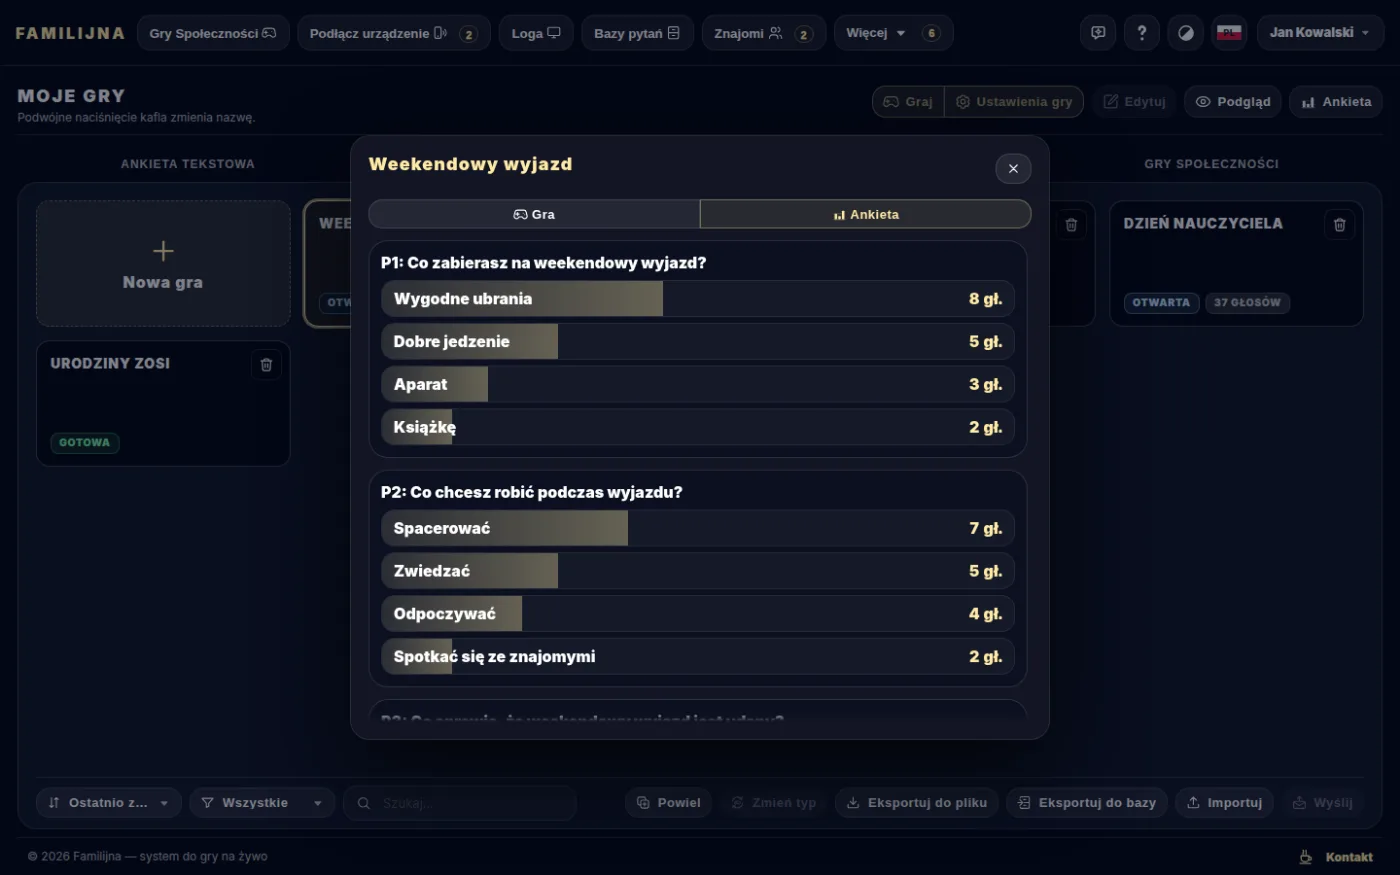 FAMILIJNA
Gry Społeczności
Podłącz urządzenie 2
Loga
Bazy pytań
Znajomi 2
Więcej 6
?
PL
Jan Kowalski
MOJE GRY
Podwójne naciśnięcie kafla zmienia nazwę.
Graj
Ustawienia gry
Edytuj
Podgląd
Ankieta
ANKIETA TEKSTOWA
GRY SPOŁECZNOŚCI
Nowa gra
URODZINY ZOSI
GOTOWA
DZIEŃ NAUCZYCIELA
OTWARTA
37 GŁOSÓW
Weekendowy wyjazd
Gra
Ankieta
P1: Co zabierasz na weekendowy wyjazd?
Wygodne ubrania 8 gł.
Dobre jedzenie 5 gł.
Aparat 3 gł.
Książkę 2 gł.
P2: Co chcesz robić podczas wyjazdu?
Spacerować 7 gł.
Zwiedzać 5 gł.
Odpoczywać 4 gł.
Spotkać się ze znajomymi 2 gł.
Ostatnio z...
Wszystkie
Szukaj...
Powiel
Zmień typ
Eksportuj do pliku
Eksportuj do bazy
Importuj
Wyślij
© 2026 Familijna — system do gry na żywo
Kontakt